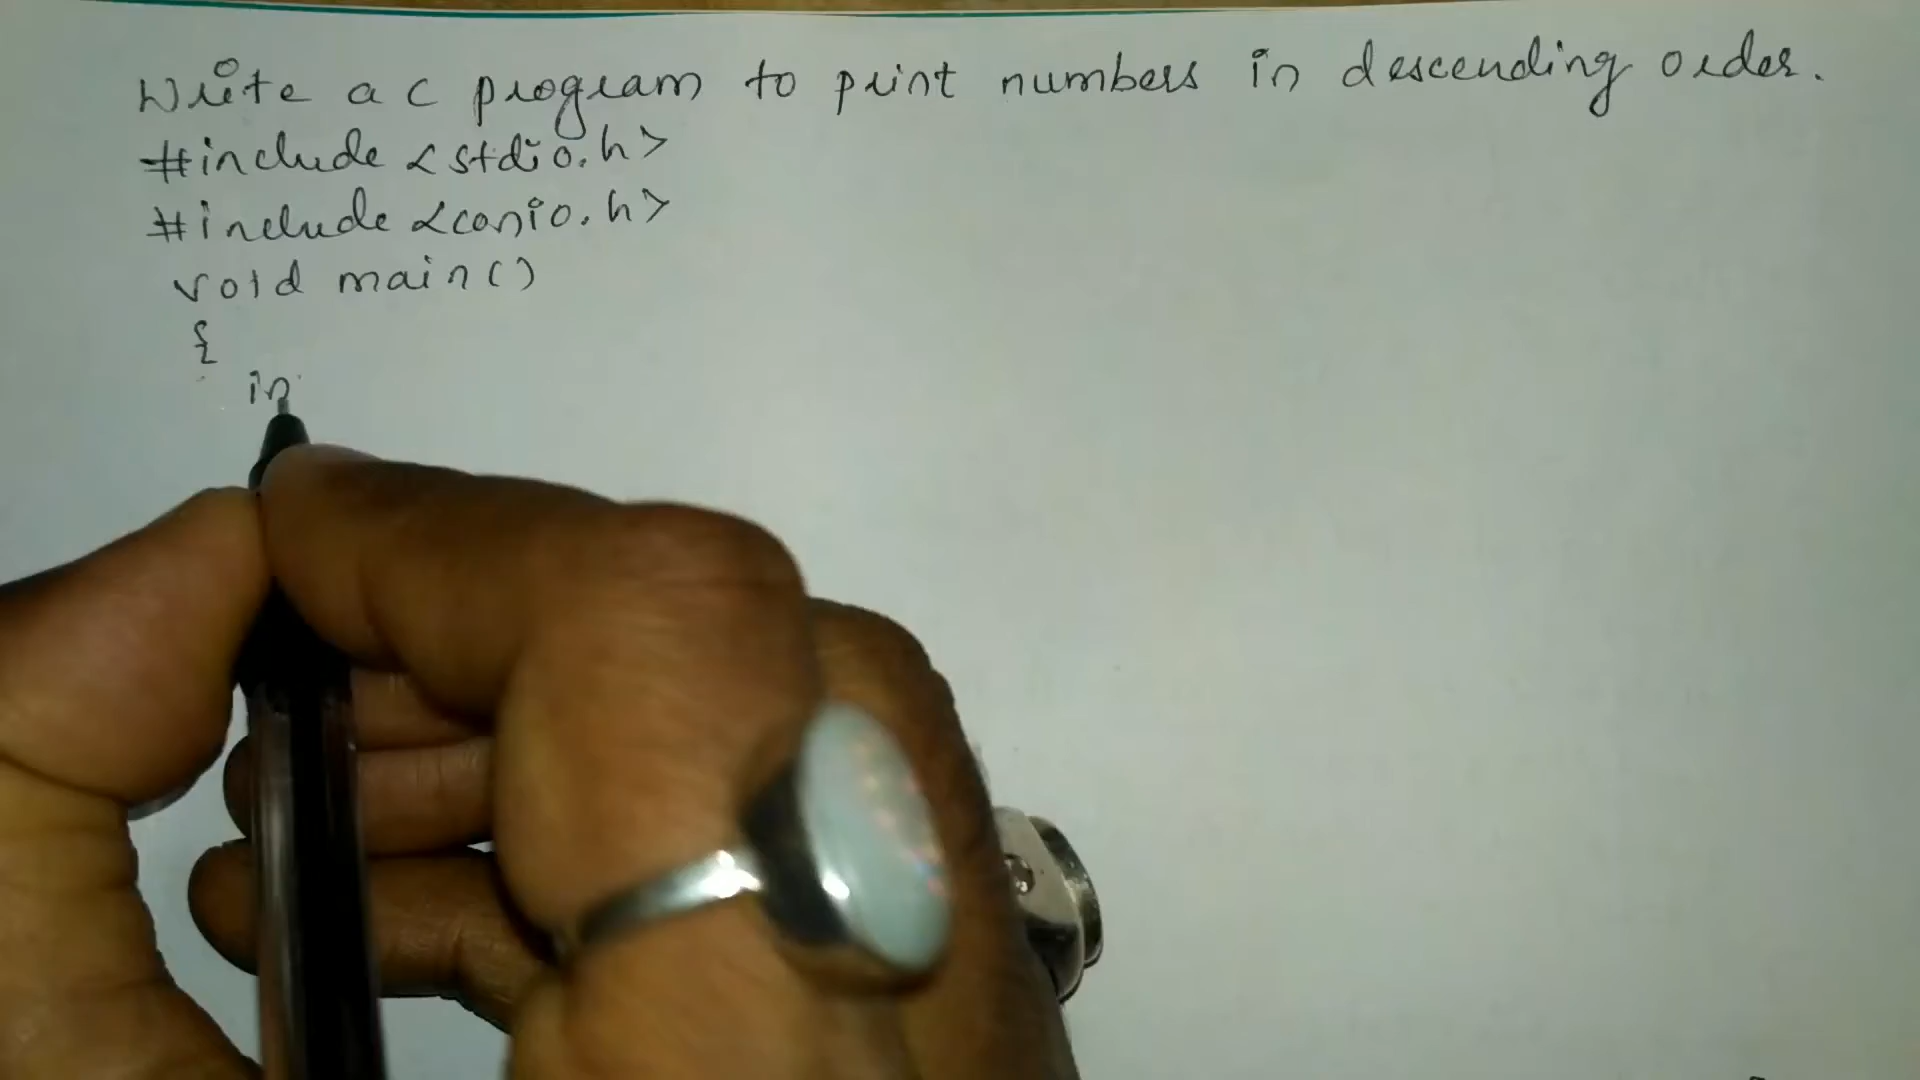 Write a c program to print numbers in descending order.
#include <stdio.h>
#include <conio.h>
void main()
{
in